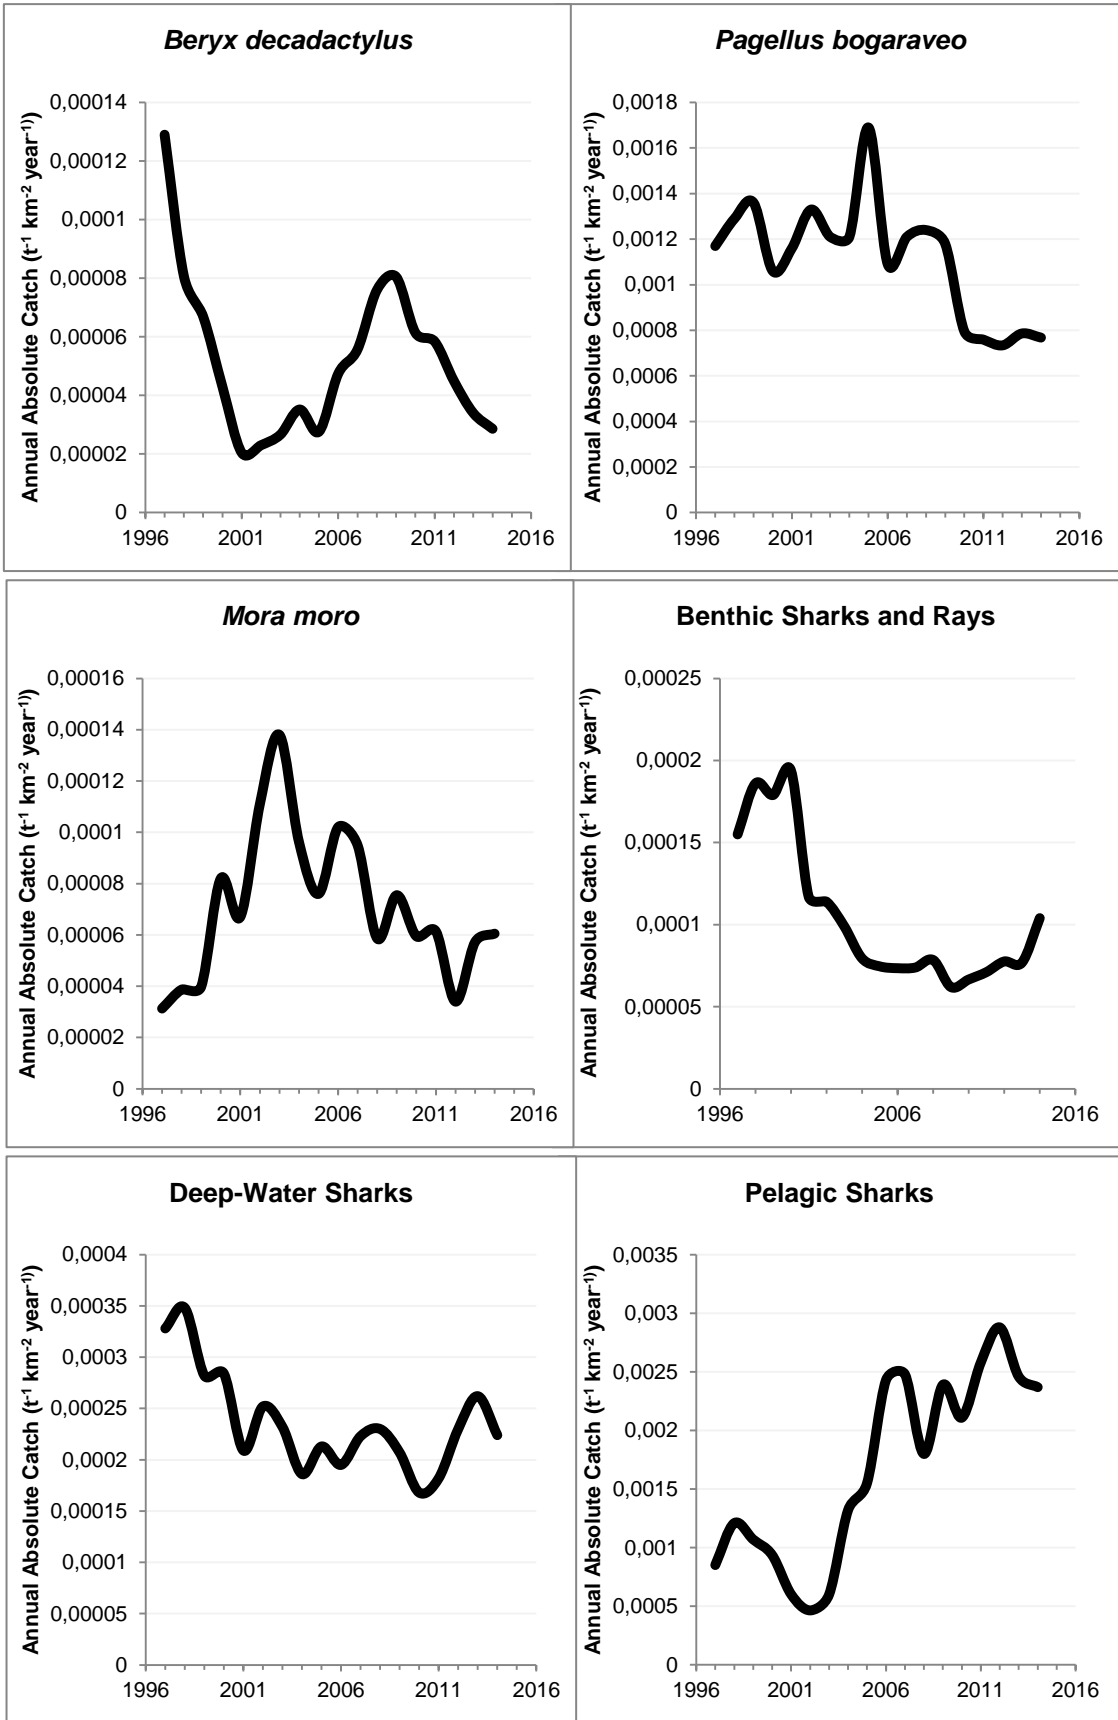 Beryx decadactylus
Annual Absolute Catch (t-1 km-2 year-1))
0,00014
0,00012
0,0001
0,00008
0,00006
0,00004
0,00002
0
1996 2001 2006 2011 2016
Pagellus bogaraveo
Annual Absolute Catch (t-1 km-2 year-1))
0,0018
0,0016
0,0014
0,0012
0,001
0,0008
0,0006
0,0004
0,0002
0
1996 2001 2006 2011 2016
Mora moro
Annual Absolute Catch (t-1 km-2 year-1))
0,00016
0,00014
0,00012
0,0001
0,00008
0,00006
0,00004
0,00002
0
1996 2001 2006 2011 2016
Benthic Sharks and Rays
Annual Absolute Catch (t-1 km-2 year-1))
0,00025
0,0002
0,00015
0,0001
0,00005
0
1996 2006 2016
Deep-Water Sharks
Annual Absolute Catch (t-1 km-2 year-1))
0,0004
0,00035
0,0003
0,00025
0,0002
0,00015
0,0001
0,00005
0
1996 2001 2006 2011 2016
Pelagic Sharks
Annual Absolute Catch (t-1 km-2 year-1))
0,0035
0,003
0,0025
0,002
0,0015
0,001
0,0005
0
1996 2001 2006 2011 2016